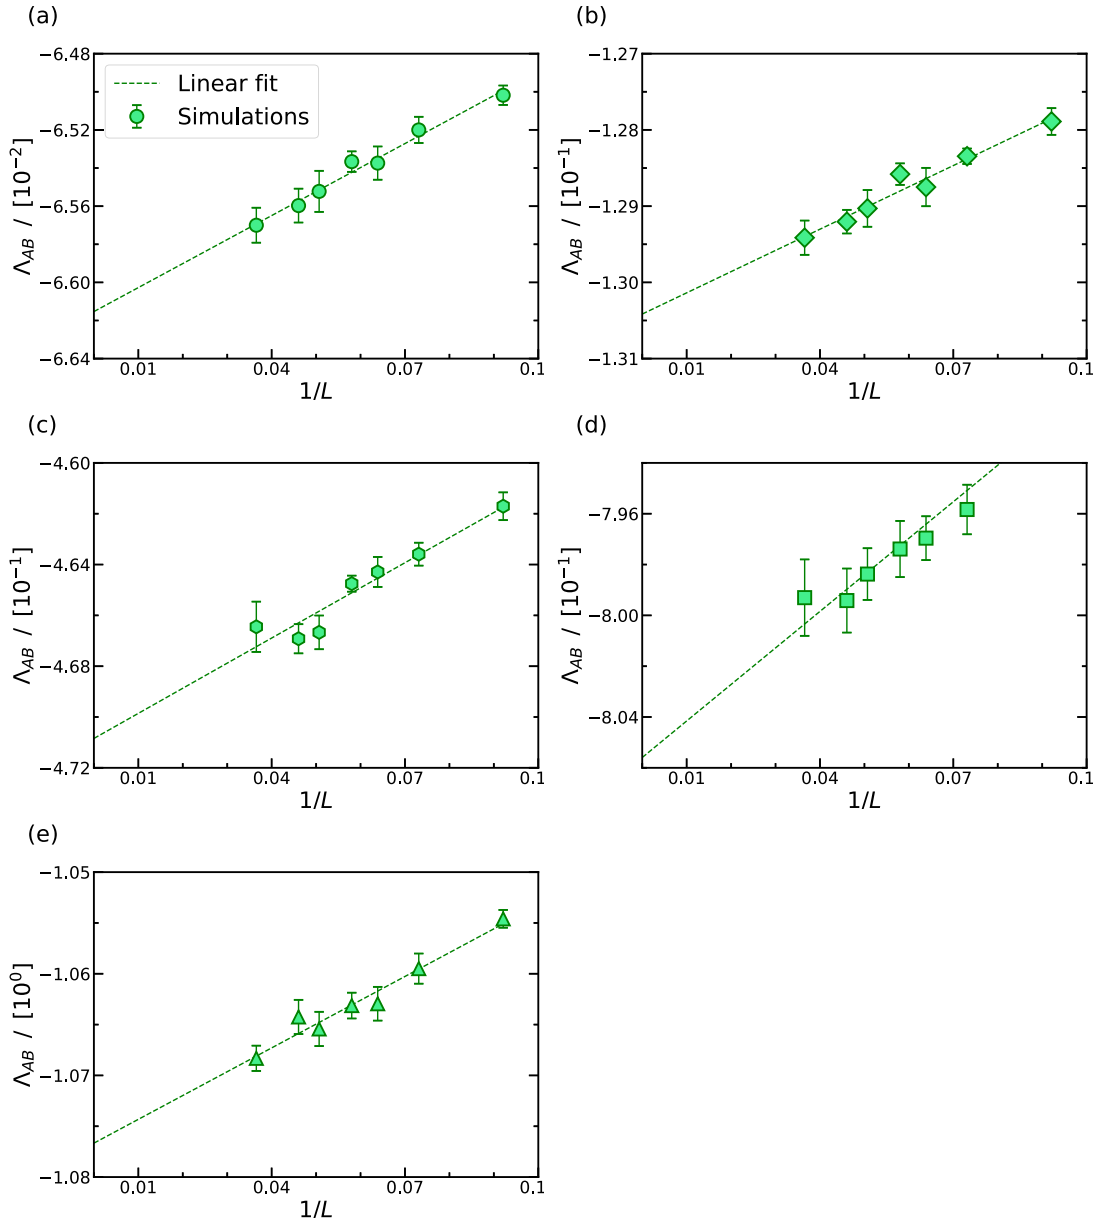 (a)
−6.48
−6.52
−6.56
−6.60
−6.64
Λ_AB / [10⁻²]
Linear fit
Simulations
0.01 0.04 0.07 0.1
1/L
(b)
−1.27
−1.28
−1.29
−1.30
−1.31
Λ_AB / [10⁻¹]
0.01 0.04 0.07 0.1
1/L
(c)
−4.60
−4.64
−4.68
−4.72
Λ_AB / [10⁻¹]
0.01 0.04 0.07 0.1
1/L
(d)
−7.96
−8.00
−8.04
Λ_AB / [10⁻¹]
0.01 0.04 0.07 0.1
1/L
(e)
−1.05
−1.06
−1.07
−1.08
Λ_AB / [10⁰]
0.01 0.04 0.07 0.1
1/L